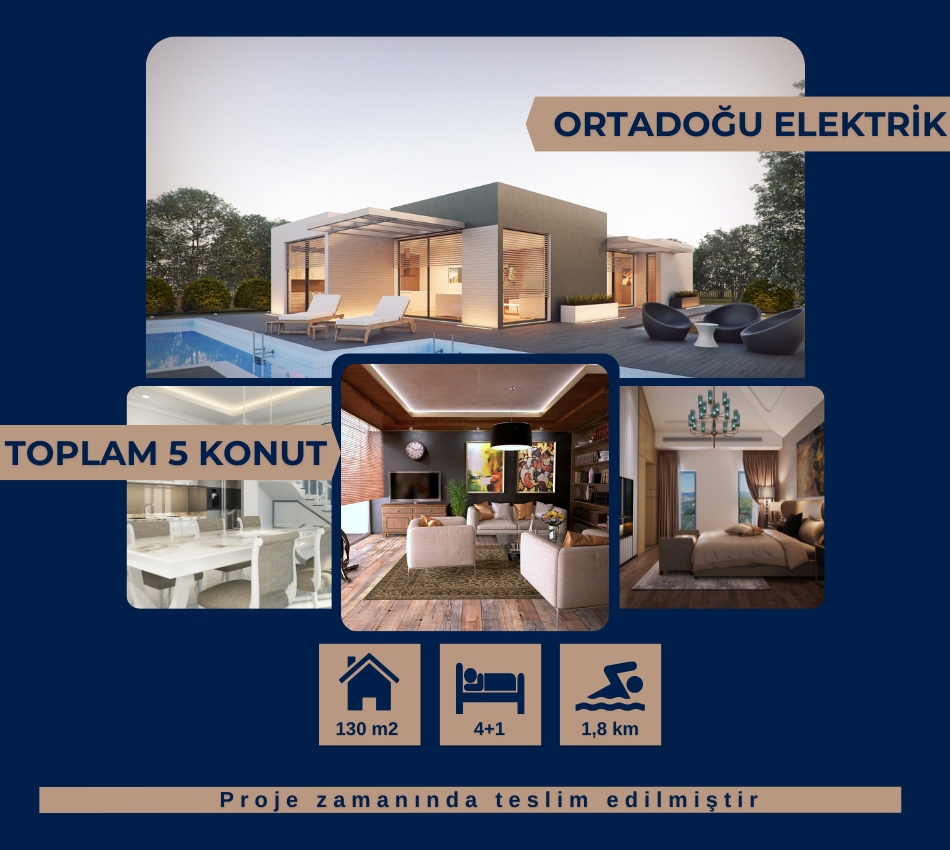 ORTADOĞU ELEKTRİK
TOPLAM 5 KONUT
130 m2
4+1
1,8 km
Proje zamanında teslim edilmiştir